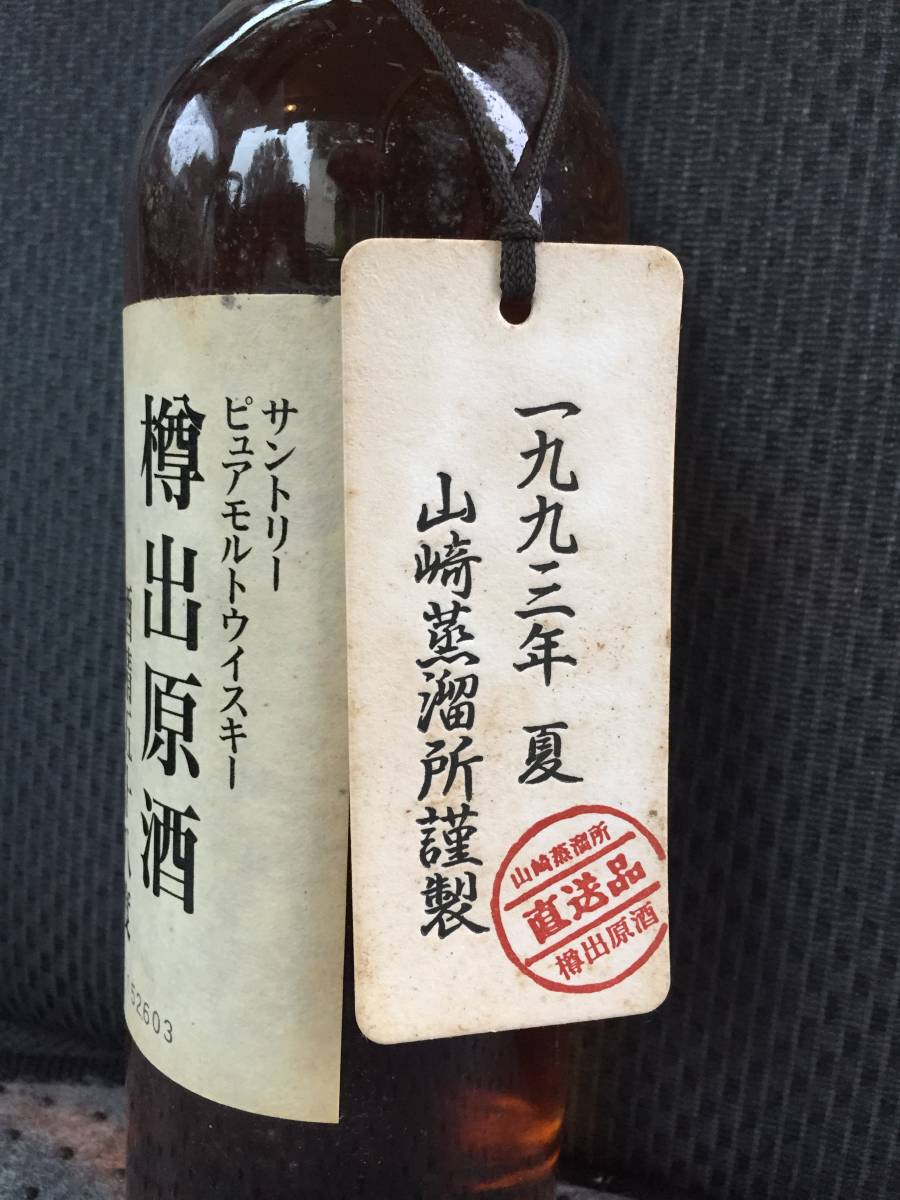 サントリー
ピュアモルトウイスキー
樽出原酒
52603
一九九三年 夏
山崎蒸溜所謹製
山崎蒸溜所
直送品
樽出原酒